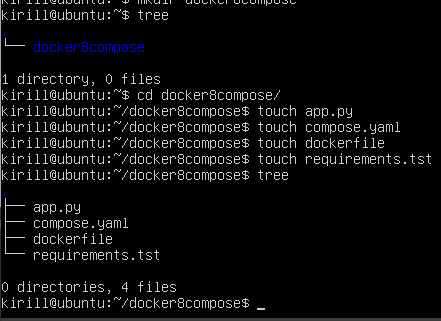 kirill@ubuntu:~$ mkdir docker8compose
kirill@ubuntu:~$ tree
.
└── docker8compose

1 directory, 0 files
kirill@ubuntu:~$ cd docker8compose/
kirill@ubuntu:~/docker8compose$ touch app.py
kirill@ubuntu:~/docker8compose$ touch compose.yaml
kirill@ubuntu:~/docker8compose$ touch dockerfile
kirill@ubuntu:~/docker8compose$ touch requirements.tst
kirill@ubuntu:~/docker8compose$ tree
.
├── app.py
├── compose.yaml
├── dockerfile
└── requirements.tst

0 directories, 4 files
kirill@ubuntu:~/docker8compose$ _